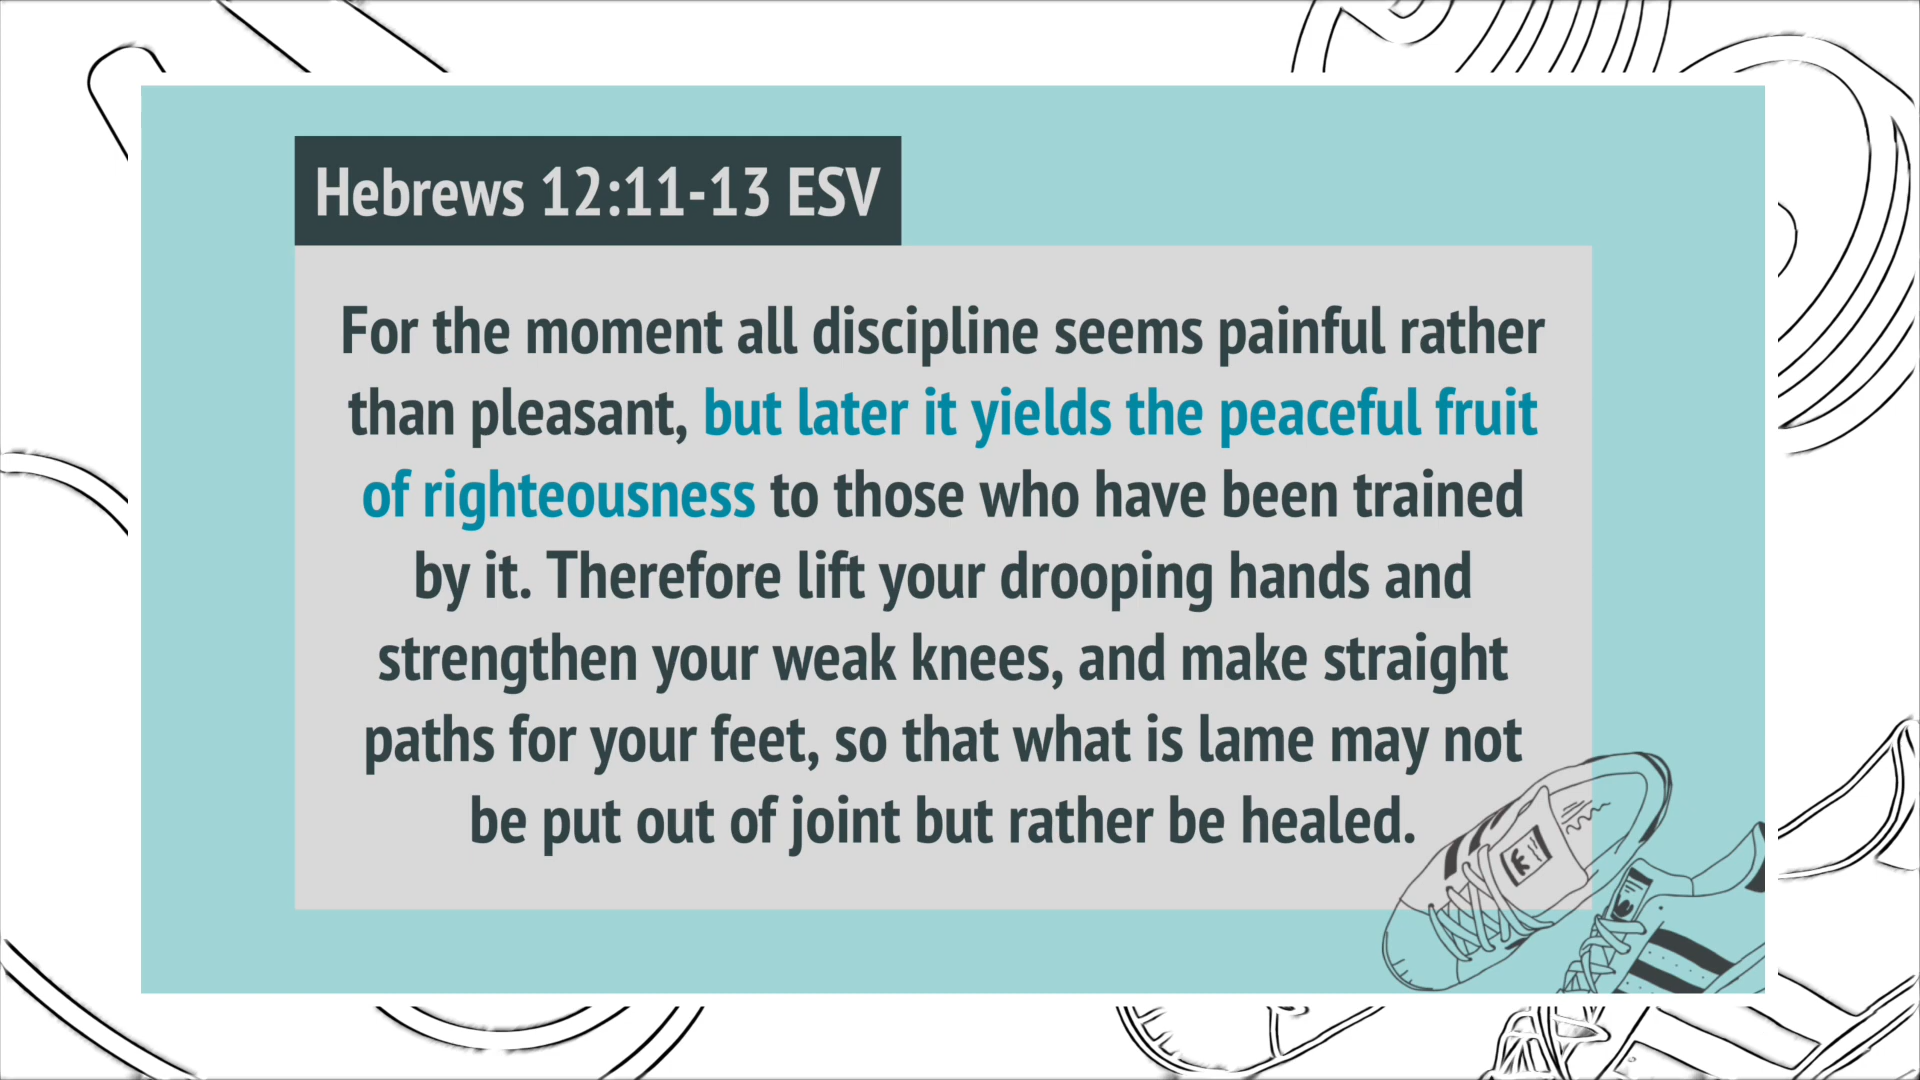 Hebrews 12:11-13 ESV
For the moment all discipline seems painful rather
than pleasant, but later it yields the peaceful fruit
of righteousness to those who have been trained
by it. Therefore lift your drooping hands and
strengthen your weak knees, and make straight
paths for your feet, so that what is lame may not
be put out of joint but rather be healed.